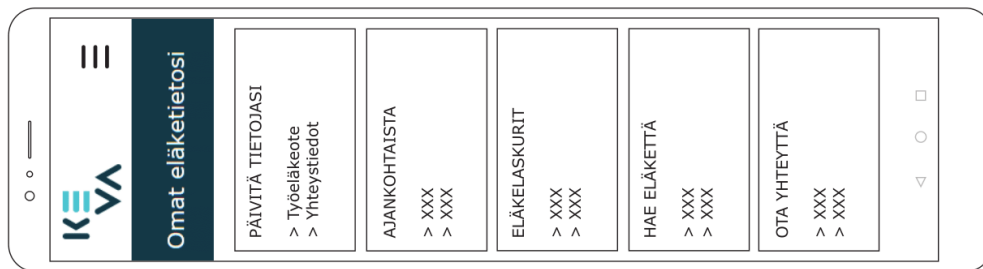 KEVA
Omat eläketietosi
PÄIVITÄ TIETOJASI
> Työeläkeote
> Yhteystiedot
AJANKOHTAISTA
> XXX
> XXX
ELÄKELASKURIT
> XXX
> XXX
HAE ELÄKETTÄ
> XXX
> XXX
OTA YHTEYTTÄ
> XXX
> XXX